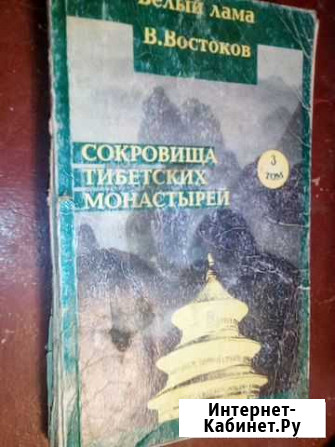 Белый лама
В.Востоков
СОКРОВИЩА
ТИБЕТСКИХ
МОНАСТЫРЕЙ
3
том
Интернет-
Кабинет.Ру